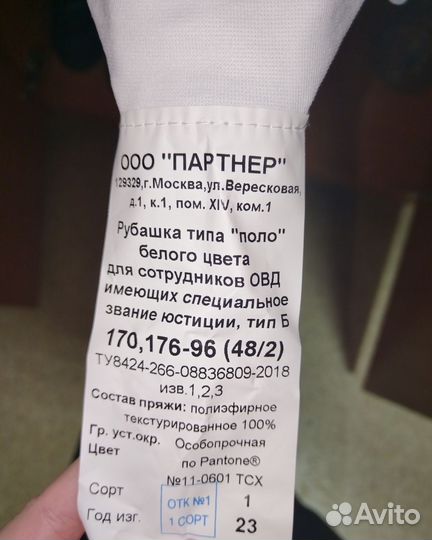 ООО "ПАРТНЕР"
129329,г.Москва,ул.Вересковая,
д.1, к.1, пом. XIV, ком.1
Рубашка типа "поло"
белого цвета
для сотрудников ОВД
имеющих специальное
звание юстиции, тип Б
170,176-96 (48/2)
ТУ8424-266-08836809-2018
изв.1,2,3
Состав пряжи: полиэфирное
текстурированное 100%
Гр. уст.окр. Особопрочная
Цвет по Pantone®
№11-0601 TCX
Сорт 1
ОТК №1
1 СОРТ
Год изг. 23
Avito